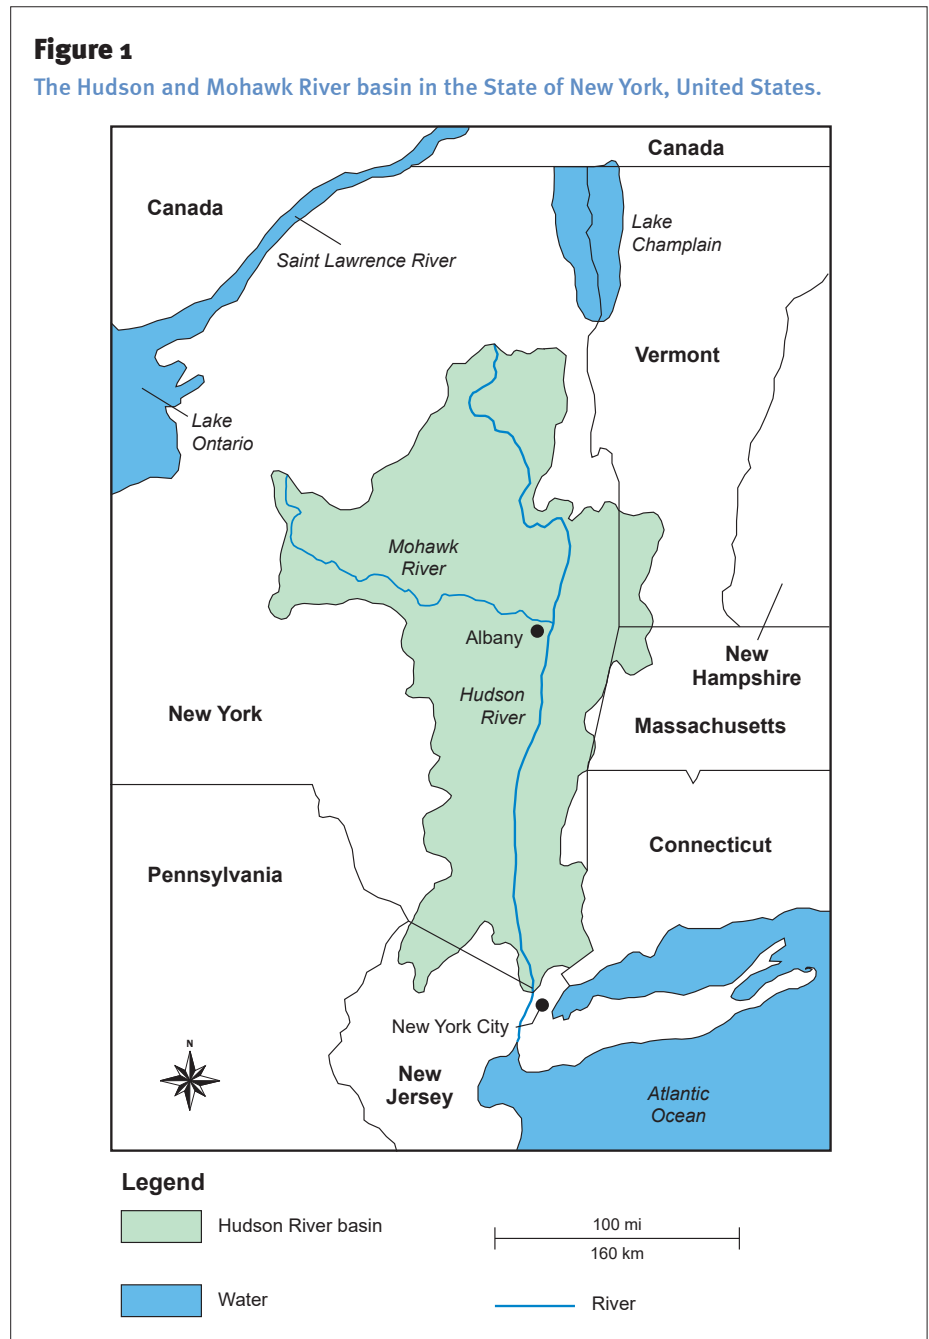 Figure 1
The Hudson and Mohawk River basin in the State of New York, United States.
Canada
Canada
Lake
Champlain
Saint Lawrence River
Vermont
Lake
Ontario
Mohawk
River
Albany
New
Hampshire
Hudson
River
New York
Massachusetts
Connecticut
Pennsylvania
New York City
N
New
Jersey
Atlantic
Ocean
Legend
Hudson River basin
100 mi
160 km
Water
River